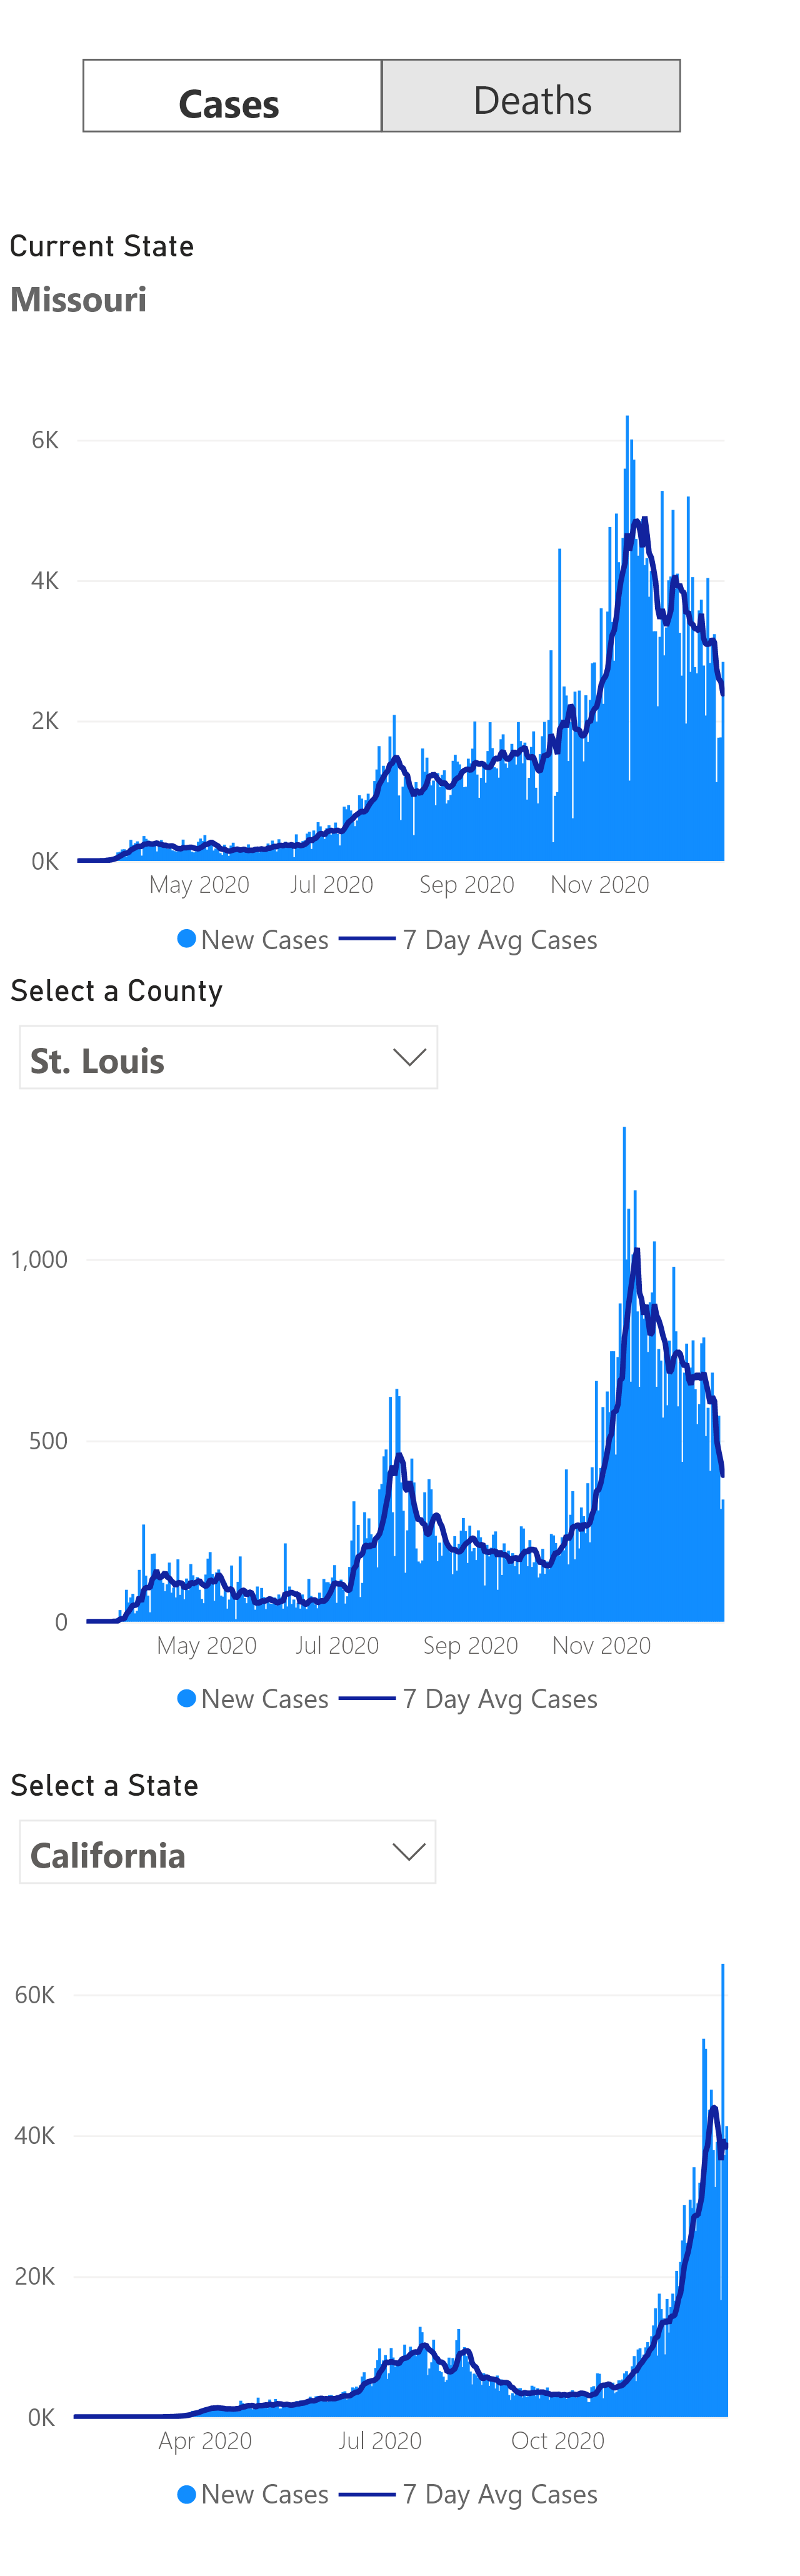 Cases Deaths
Current State
Missouri
6K
4K
2K
0K
May 2020 Jul 2020 Sep 2020 Nov 2020
New Cases 7 Day Avg Cases
Select a County
St. Louis
1,000
500
0
May 2020 Jul 2020 Sep 2020 Nov 2020
New Cases 7 Day Avg Cases
Select a State
California
60K
40K
20K
0K
Apr 2020 Jul 2020 Oct 2020
New Cases 7 Day Avg Cases